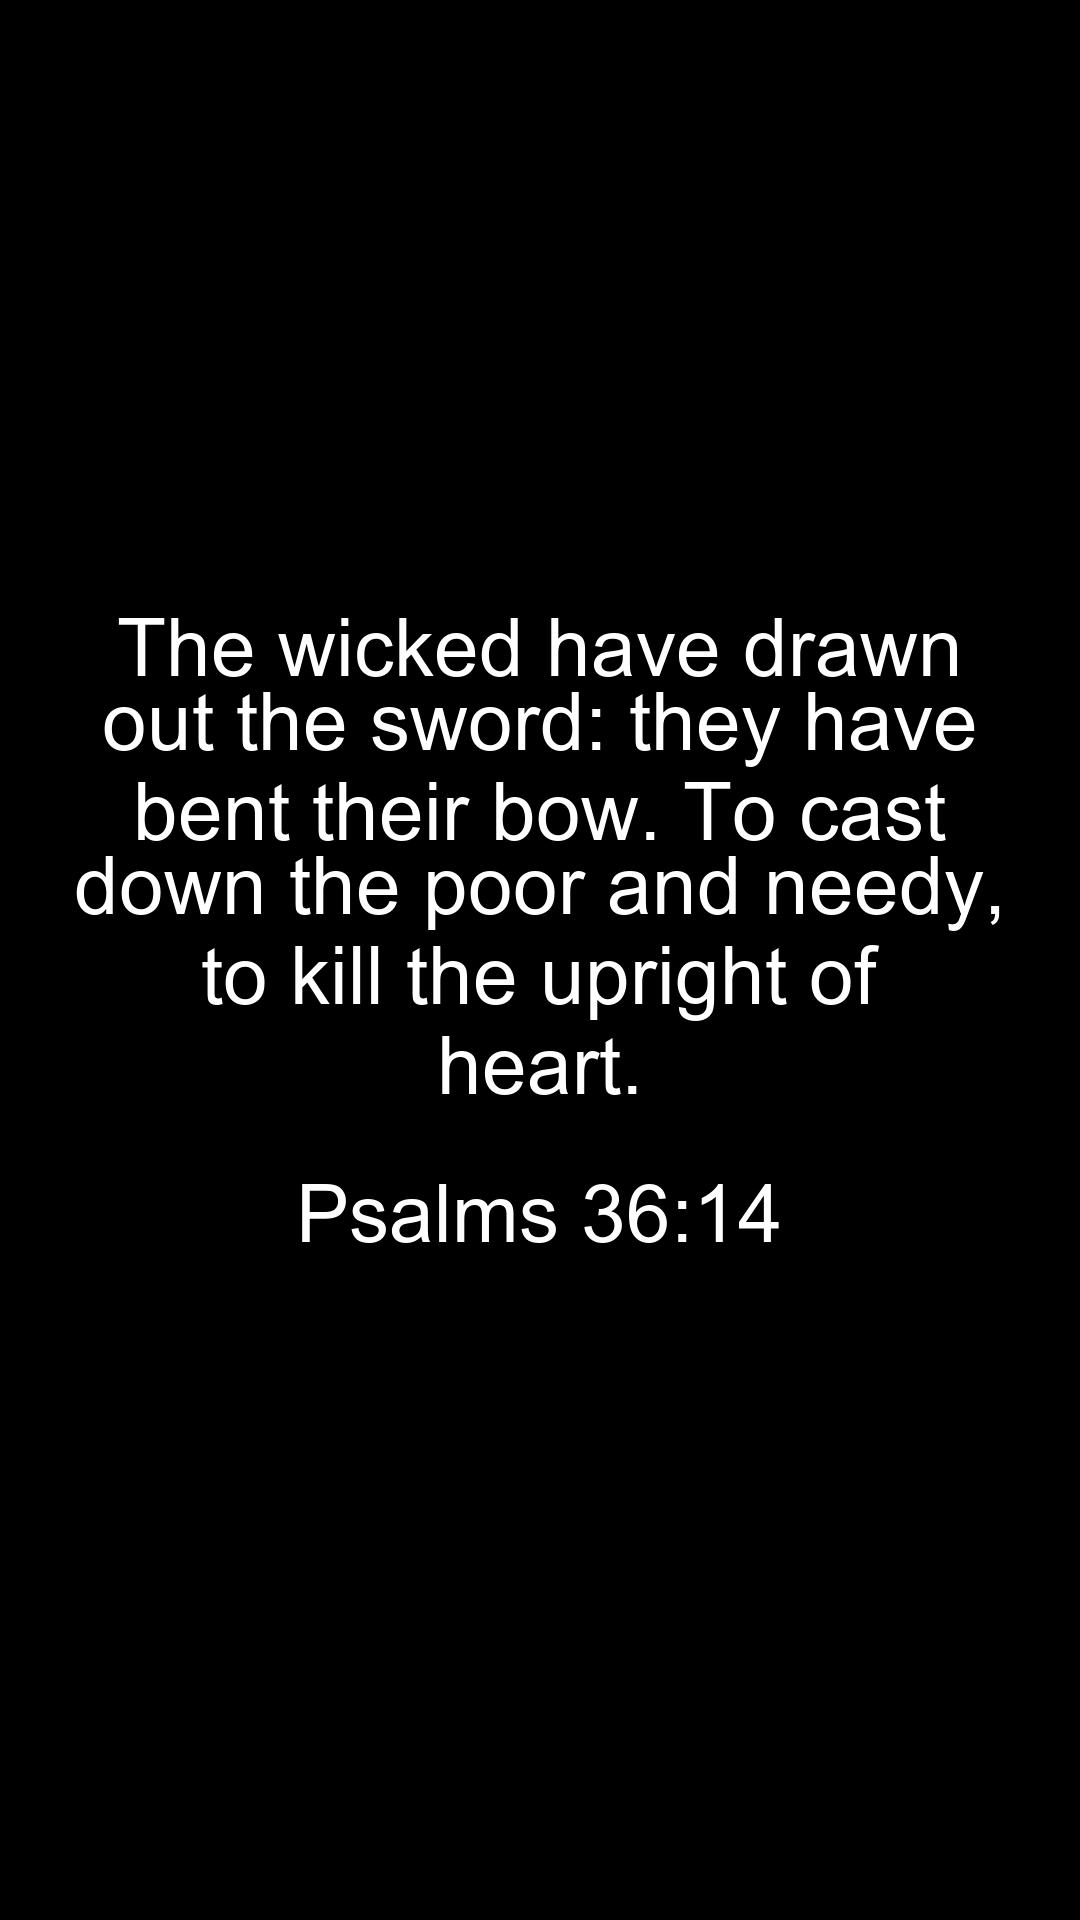 The wicked have drawn
out the sword: they have
bent their bow. To cast
down the poor and needy,
to kill the upright of
heart.
Psalms 36:14